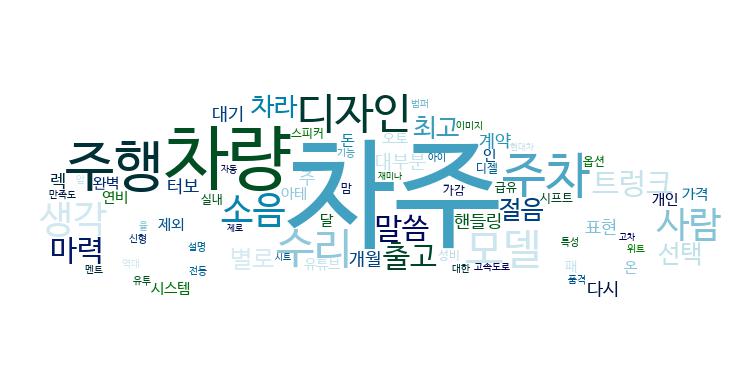 범퍼
대기 차라 디자인 최고 이미지
스피커 돈 오토 계약 현대차
주행 차량 차주 기능 대부분 아이 인 디젤 주차 옵션
렉 완벽 터보 자동 주 맘 재미나 가감 급유 시프트 트렁크 개인 가격
만족도 연비 실내 아테
생각 을 제외 소음 달 말씀 핸들링 절음 표현 사람
마력 신형 설명 제로 수리 출고 성비 모델 특성 고차 위트 선택
멘트 역대 전동 별로 시트 유튜브 개월 대한 고속도로 패 온
유투 시스템 품격 다시